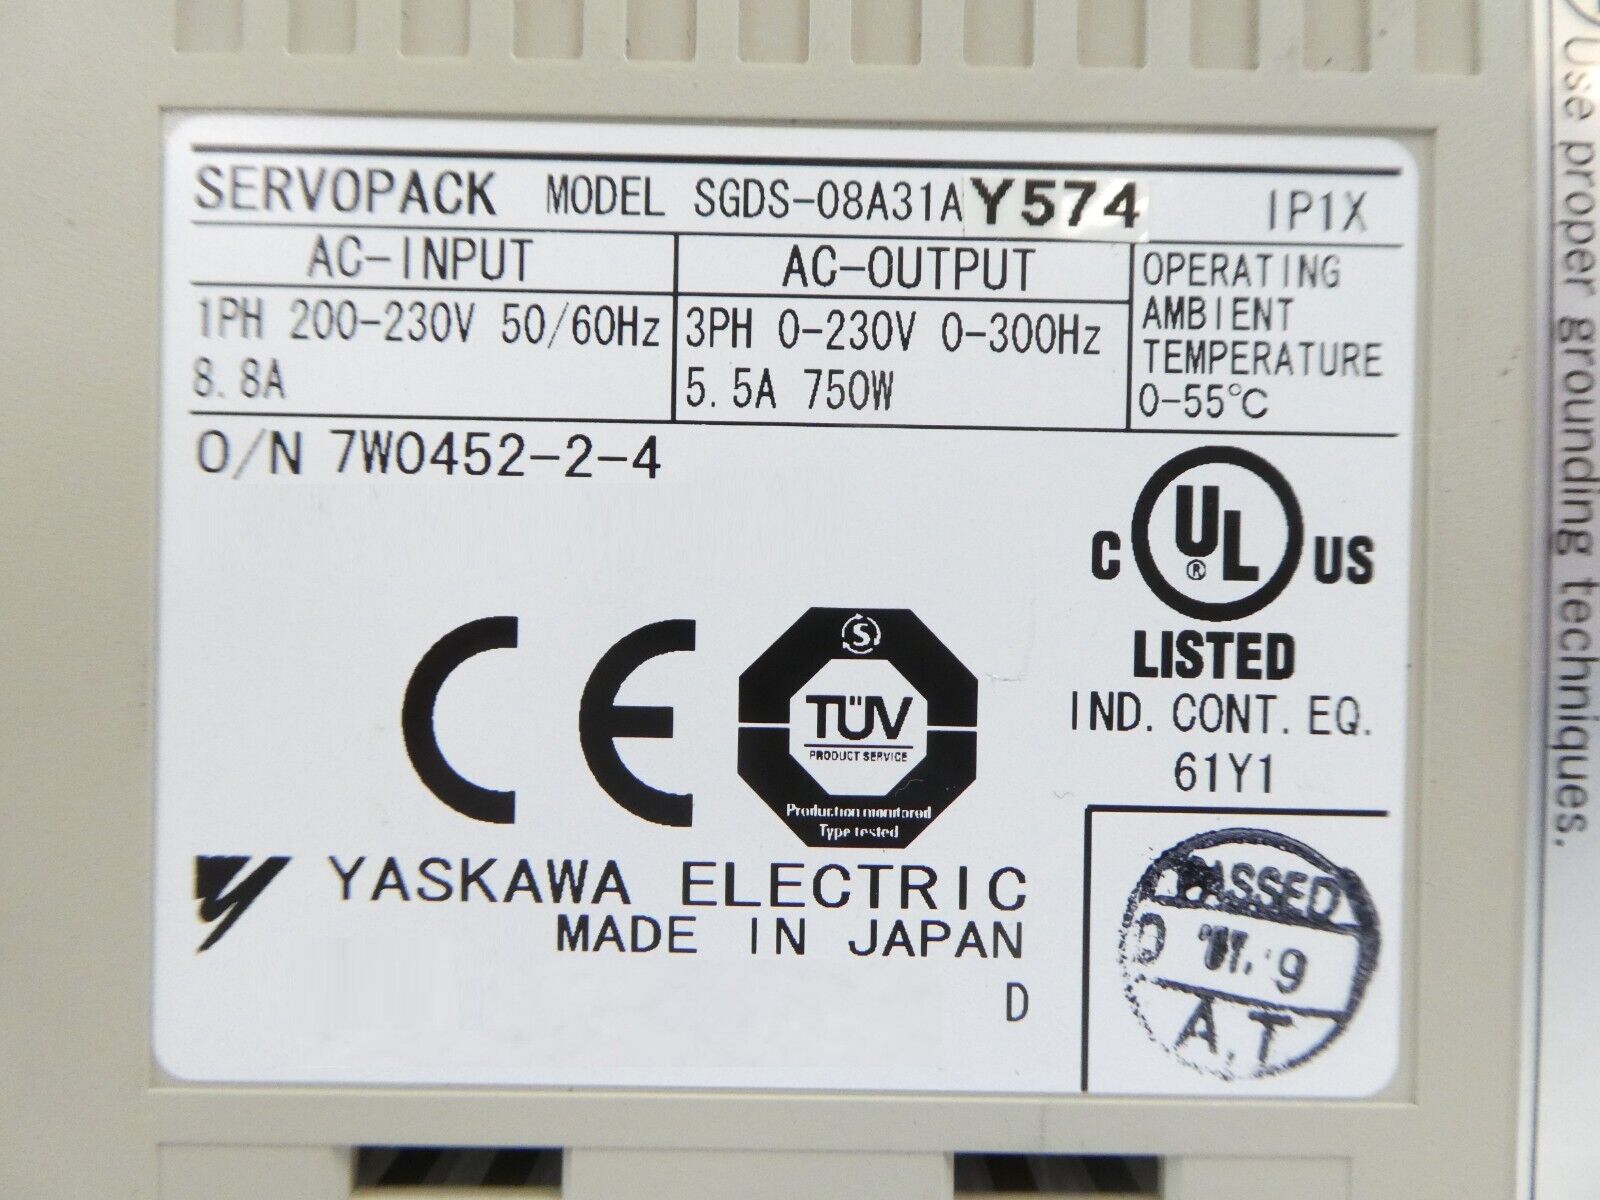 SERVOPACK MODEL SGDS-08A31AY574 IP1X
AC-INPUT
1PH 200-230V 50/60Hz
8.8A
AC-OUTPUT
3PH 0-230V 0-300Hz
5.5A 750W
OPERATING
AMBIENT
TEMPERATURE
0-55℃
O/N 7W0452-2-4
C UL® US
LISTED
IND. CONT. EQ.
61Y1
CE
S
TÜV
PRODUCT SERVICE
Production monitored
Type tested
YASKAWA ELECTRIC
MADE IN JAPAN
D
PASSED
9
A.T
Use proper grounding techniques.